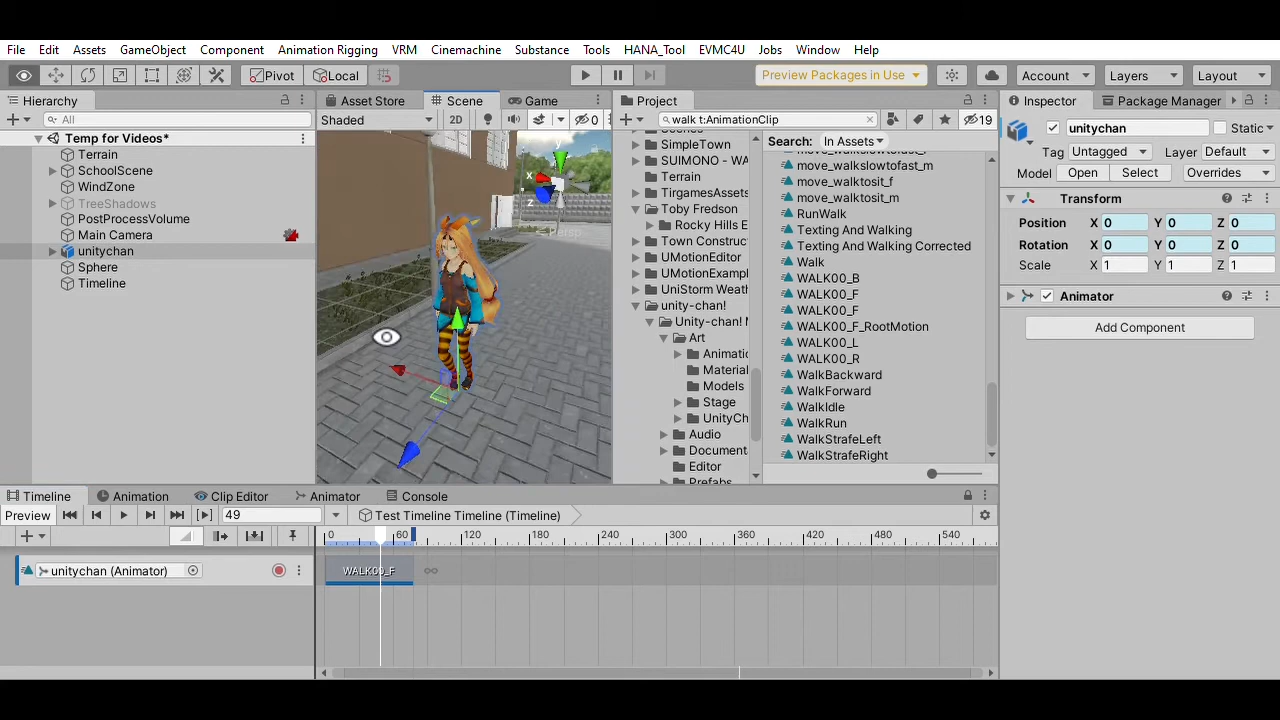 File Edit Assets GameObject Component Animation Rigging VRM Cinemachine Substance Tools HANA_Tool EVMC4U Jobs Window Help
Pivot Local Preview Packages in Use Account Layers Layout
Hierarchy
All
Temp for Videos*
Terrain
SchoolScene
WindZone
TreeShadows
PostProcessVolume
Main Camera
unitychan
Sphere
Timeline
Asset Store Scene Game
Shaded 2D 0
y
x
z
Persp
Project
walk t:AnimationClip 19
Search: In Assets
SimpleTown
SUIMONO - WA
Terrain
TirgamesAssets
Toby Fredson
Rocky Hills E
Town Construc
UMotionEditor
UMotionExamp
UniStorm Weath
unity-chan!
Unity-chan! M
Art
Animatio
Material
Models
Stage
UnityCh
Audio
Document
Editor
Prefabs
move_walkslowtofast_m
move_walktosit_f
move_walktosit_m
RunWalk
Texting And Walking
Texting And Walking Corrected
Walk
WALK00_B
WALK00_F
WALK00_F
WALK00_F_RootMotion
WALK00_L
WALK00_R
WalkBackward
WalkForward
WalkIdle
WalkRun
WalkStrafeLeft
WalkStrafeRight
Inspector Package Manager
unitychan Static
Tag Untagged Layer Default
Model Open Select Overrides
Transform
Position X 0 Y 0 Z 0
Rotation X 0 Y 0 Z 0
Scale X 1 Y 1 Z 1
Animator
Add Component
Timeline Animation Clip Editor Animator Console
Preview 49 Test Timeline Timeline (Timeline)
0 60 120 180 240 300 360 420 480 540
unitychan (Animator) WALK00_F